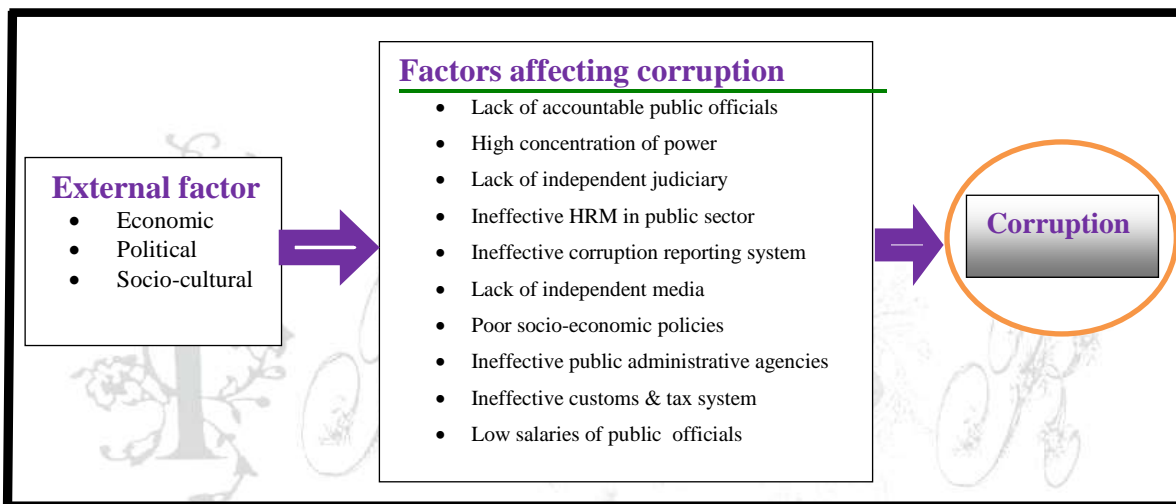 External factor
• Economic
• Political
• Socio-cultural
Factors affecting corruption
• Lack of accountable public officials
• High concentration of power
• Lack of independent judiciary
• Ineffective HRM in public sector
• Ineffective corruption reporting system
• Lack of independent media
• Poor socio-economic policies
• Ineffective public administrative agencies
• Ineffective customs & tax system
• Low salaries of public officials
Corruption